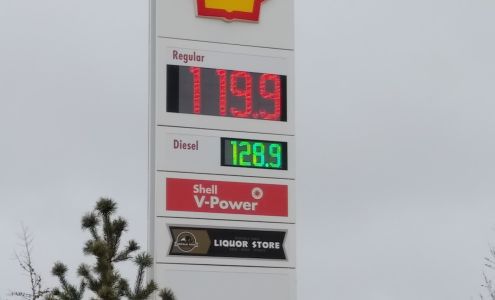 Regular
119.9
Diesel
128.9
Shell
V-Power
LIQUOR STORE